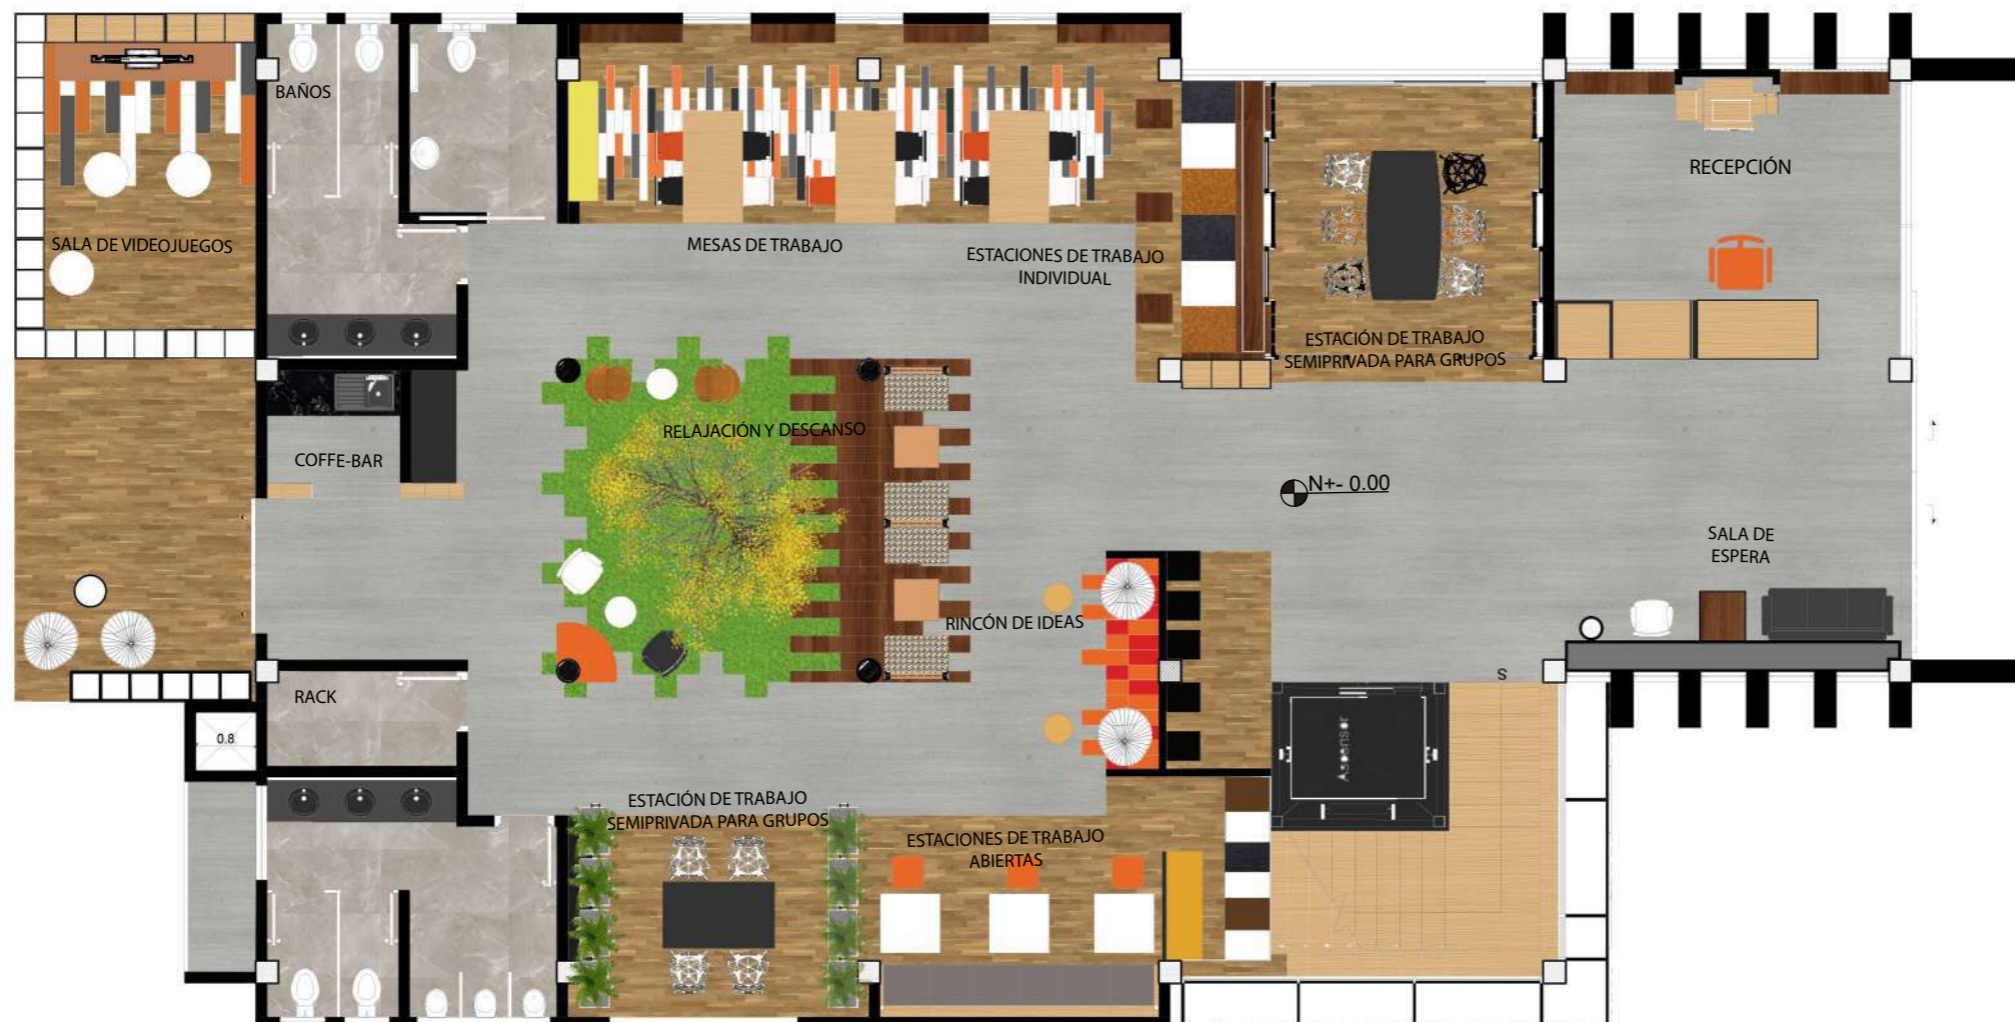 BAÑOS
RECEPCIÓN
SALA DE VIDEOJUEGOS
MESAS DE TRABAJO
ESTACIONES DE TRABAJO
INDIVIDUAL
ESTACIÓN DE TRABAJO
SEMIPRIVADA PARA GRUPOS
RELAJACIÓN Y DESCANSO
COFFE-BAR
N+- 0.00
SALA DE
ESPERA
RINCÓN DE IDEAS
RACK
S
0.8
Ascensor
ESTACIÓN DE TRABAJO
SEMIPRIVADA PARA GRUPOS
ESTACIONES DE TRABAJO
ABIERTAS